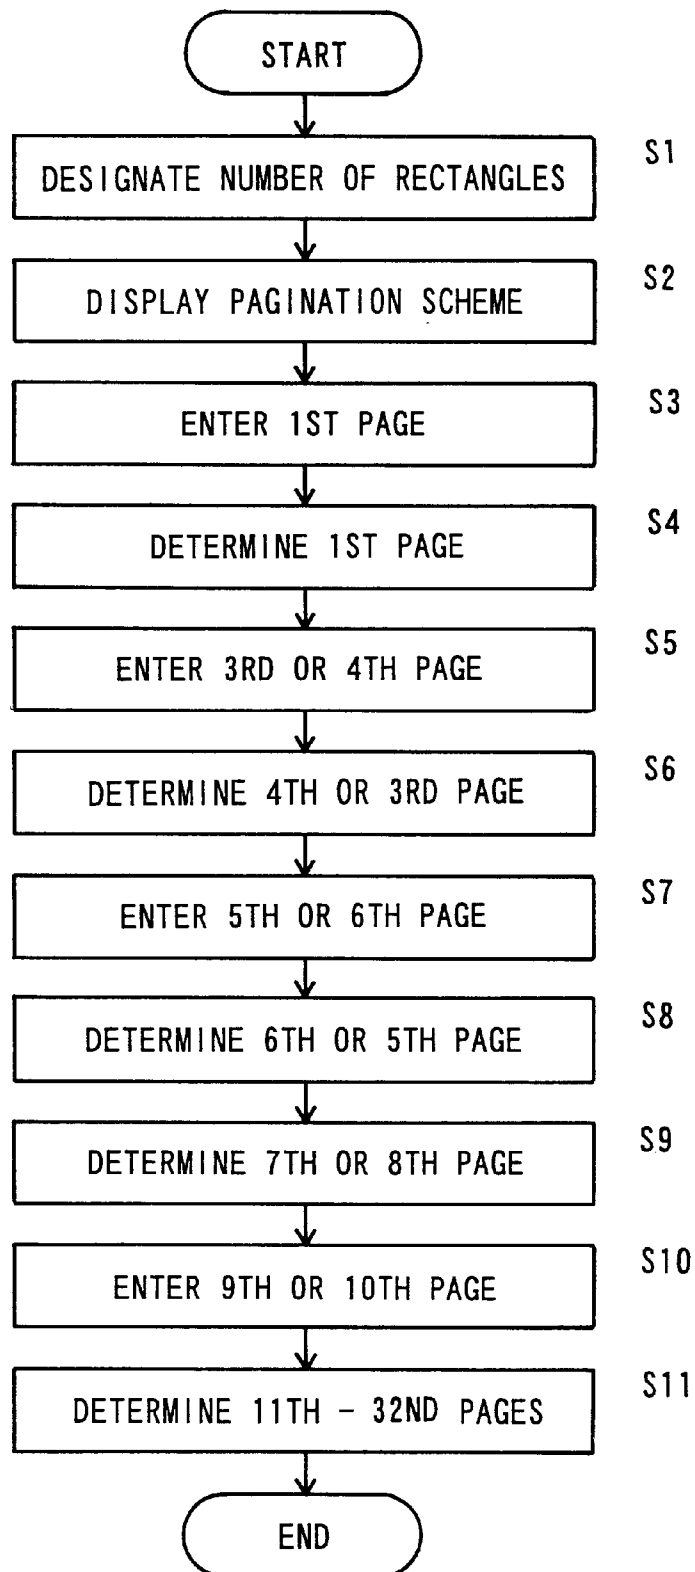 START
DESIGNATE NUMBER OF RECTANGLES S1
DISPLAY PAGINATION SCHEME S2
ENTER 1ST PAGE S3
DETERMINE 1ST PAGE S4
ENTER 3RD OR 4TH PAGE S5
DETERMINE 4TH OR 3RD PAGE S6
ENTER 5TH OR 6TH PAGE S7
DETERMINE 6TH OR 5TH PAGE S8
DETERMINE 7TH OR 8TH PAGE S9
ENTER 9TH OR 10TH PAGE S10
DETERMINE 11TH – 32ND PAGES S11
END